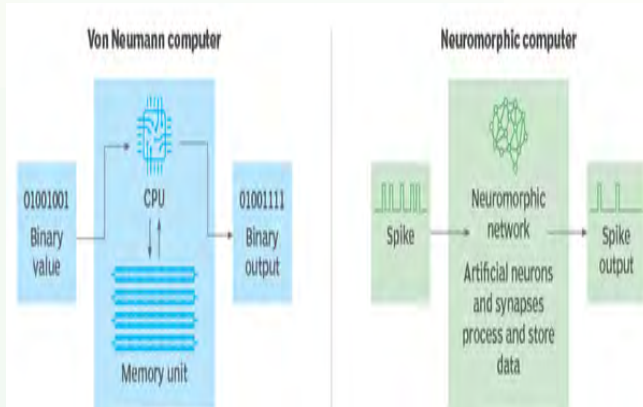 Von Neumann computer
CPU
01001001
Binary
value
01001111
Binary
output
Memory unit
Neuromorphic computer
Spike
Neuromorphic
network
Artificial neurons
and synapses
process and store
data
Spike
output